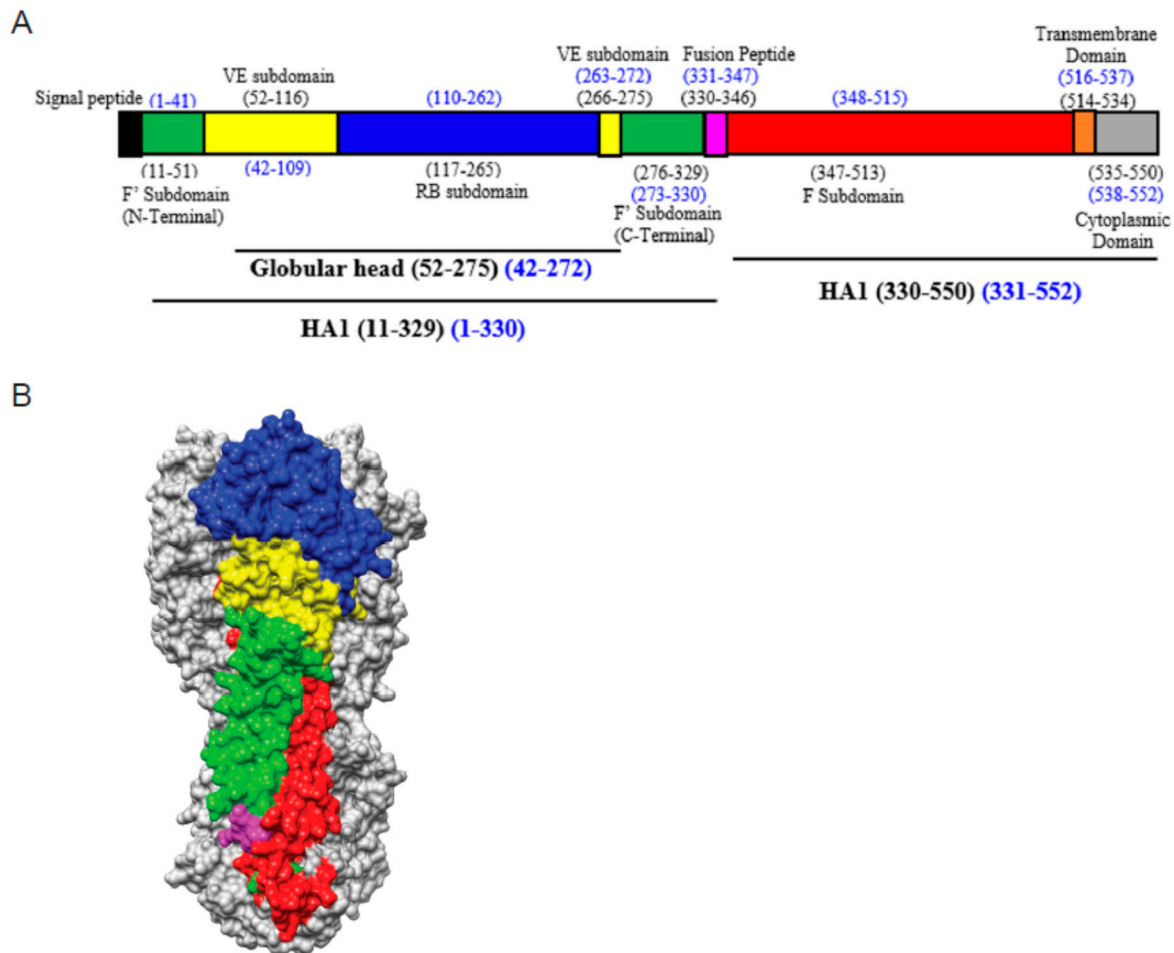 A
Signal peptide
(1-41)
VE subdomain
(52-116)
(110-262)
VE subdomain
(263-272)
(266-275)
Fusion Peptide
(331-347)
(330-346)
(348-515)
Transmembrane
Domain
(516-537)
(514-534)
(11-51)
F' Subdomain
(N-Terminal)
(42-109)
(117-265)
RB subdomain
(276-329)
(273-330)
F' Subdomain
(C-Terminal)
(347-513)
F Subdomain
(535-550)
(538-552)
Cytoplasmic
Domain
Globular head (52-275) (42-272)
HA1 (330-550) (331-552)
HA1 (11-329) (1-330)
B